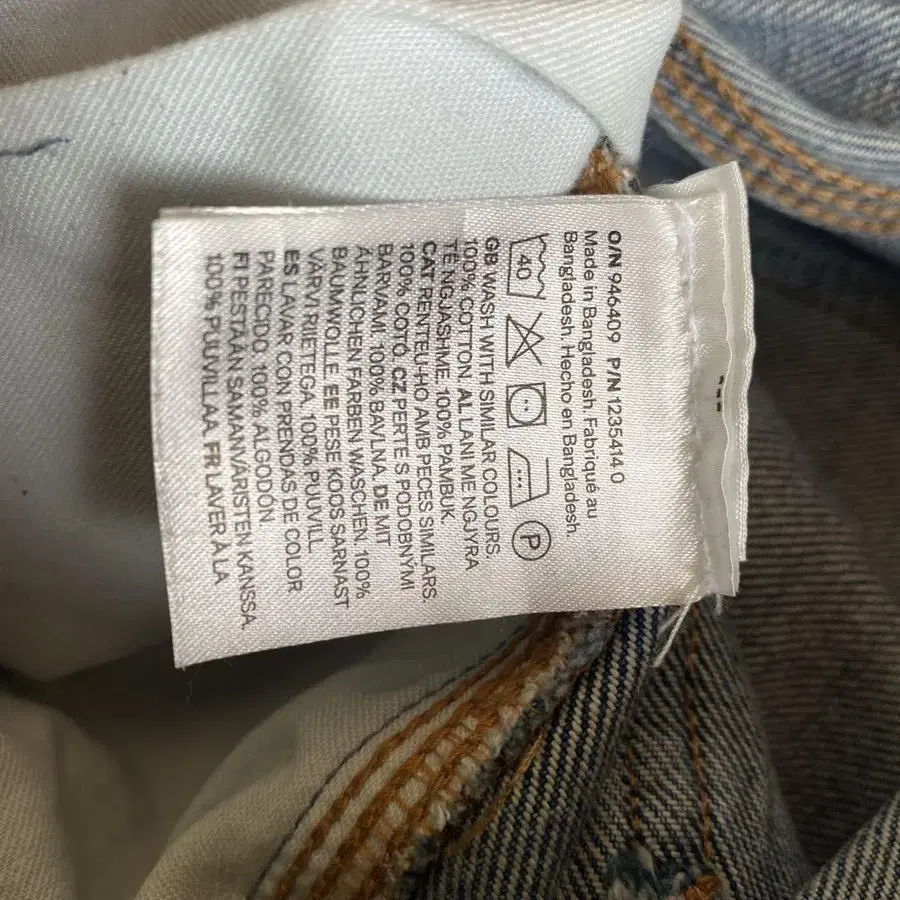 O/N 946409 P/N 1235414 0
Made in Bangladesh. Fabriqué au
Bangladesh. Hecho en Bangladesh.
40 P
GB WASH WITH SIMILAR COLOURS.
100% COTTON. AL LANI ME NGJYRA
TË NGJASHME. 100% PAMBUK.
CAT RENTEU-HO AMB PECES SIMILARS.
100% COTÓ. CZ PERTE S PODOBNÝMI
BARVAMI. 100% BAVLNA. DE MIT
ÄHNLICHEN FARBEN WASCHEN. 100%
BAUMWOLLE. EE PESE KOOS SARNAST
VÄRVI RIIETEGA. 100% PUUVILL
ES LAVAR CON PRENDAS DE COLOR
PARECIDO. 100% ALGODÓN
FI PESTÄÄN SAMANVÄRISTEN KANSSA.
100% PUUVILLAA. FR LAVER À LA